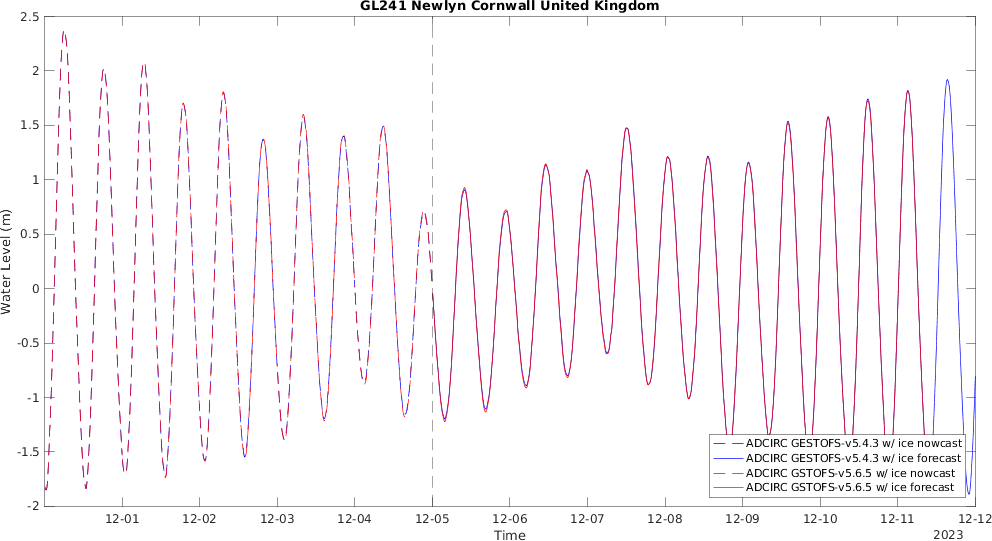 GL241 Newlyn Cornwall United Kingdom
2.5
2
1.5
1
0.5
0
-0.5
-1
-1.5
-2
Water Level (m)
ADCIRC GESTOFS-v5.4.3 w/ ice nowcast
ADCIRC GESTOFS-v5.4.3 w/ ice forecast
ADCIRC GSTOFS-v5.6.5 w/ ice nowcast
ADCIRC GSTOFS-v5.6.5 w/ ice forecast
12-01 12-02 12-03 12-04 12-05 12-06 12-07 12-08 12-09 12-10 12-11 12-12
Time
2023